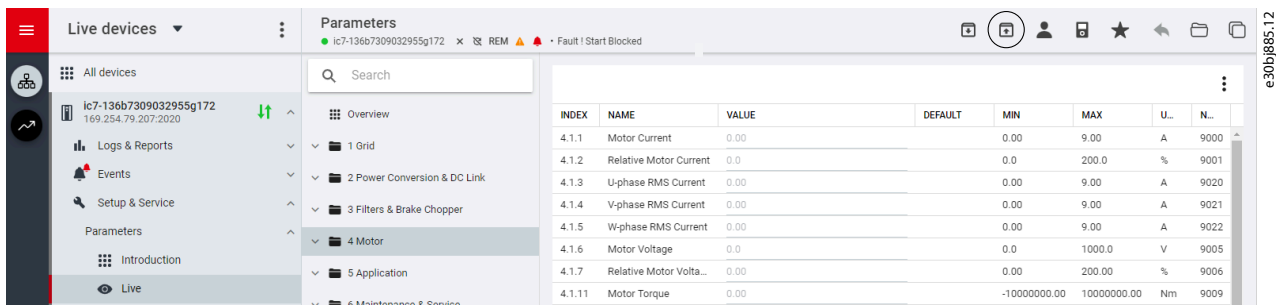 Live devices
Parameters
ic7-136b7309032955g172 REM • Fault ! Start Blocked
e30bj885.12
All devices
ic7-136b7309032955g172
169.254.79.207:2020
Logs & Reports
Events
Setup & Service
Parameters
Introduction
Live
Search
Overview
1 Grid
2 Power Conversion & DC Link
3 Filters & Brake Chopper
4 Motor
5 Application
6 Maintenance & Service
INDEX NAME VALUE DEFAULT MIN MAX U... N...
4.1.1 Motor Current 0.00 0.00 9.00 A 9000
4.1.2 Relative Motor Current 0.0 0.0 200.0 % 9001
4.1.3 U-phase RMS Current 0.00 0.00 9.00 A 9020
4.1.4 V-phase RMS Current 0.00 0.00 9.00 A 9021
4.1.5 W-phase RMS Current 0.00 0.00 9.00 A 9022
4.1.6 Motor Voltage 0.0 0.0 1000.0 V 9005
4.1.7 Relative Motor Volta... 0.00 0.00 200.00 % 9006
4.1.11 Motor Torque 0.00 -10000000.00 10000000.00 Nm 9009